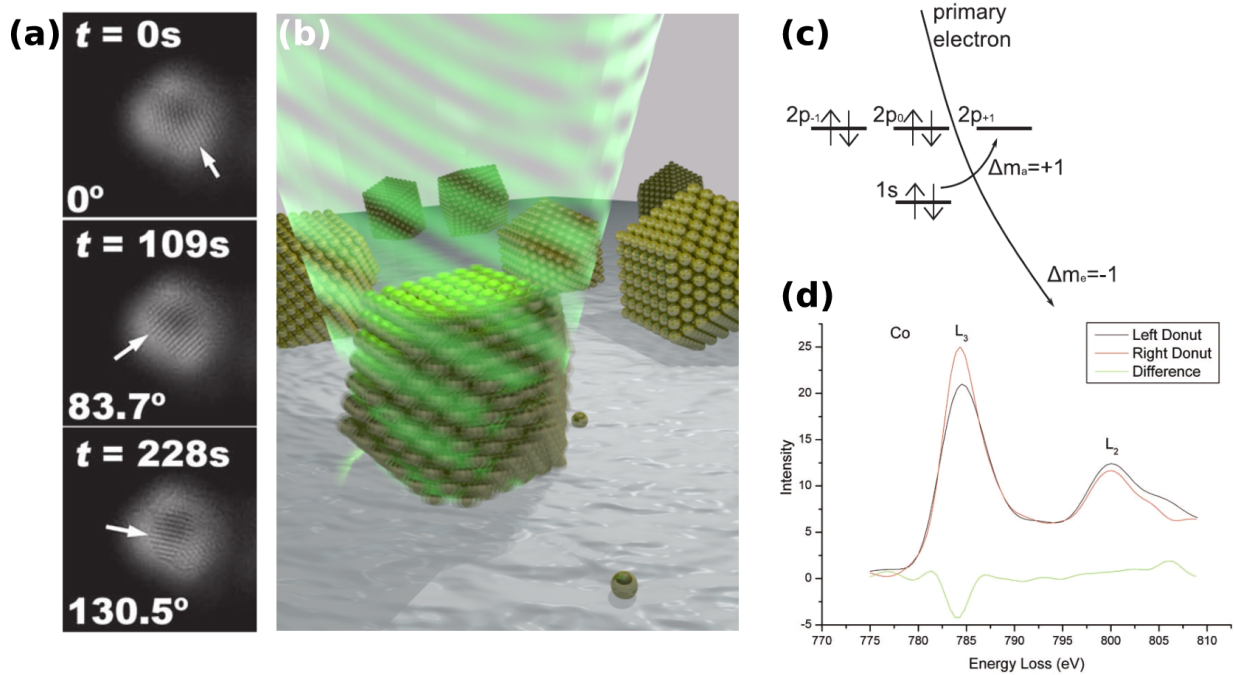 (a)
t = 0s
0º
t = 109s
83.7º
t = 228s
130.5º
(b)
(c)
primary
electron
2p-1
2p0
2p+1
Δma=+1
1s
Δme=-1
(d)
Co
L3
L2
Left Donut
Right Donut
Difference
25
20
15
10
5
0
-5
Intensity
770 775 780 785 790 795 800 805 810
Energy Loss (eV)